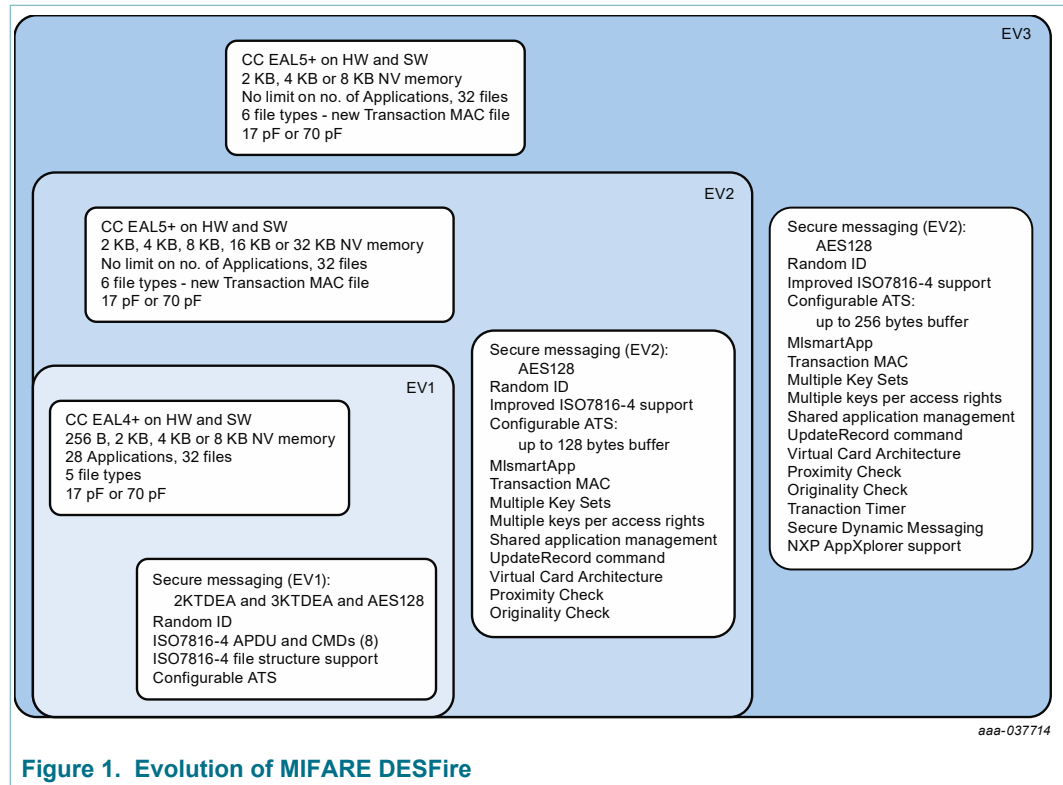 EV3
CC EAL5+ on HW and SW
2 KB, 4 KB or 8 KB NV memory
No limit on no. of Applications, 32 files
6 file types - new Transaction MAC file
17 pF or 70 pF
EV2
CC EAL5+ on HW and SW
2 KB, 4 KB, 8 KB, 16 KB or 32 KB NV memory
No limit on no. of Applications, 32 files
6 file types - new Transaction MAC file
17 pF or 70 pF
EV1
CC EAL4+ on HW and SW
256 B, 2 KB, 4 KB or 8 KB NV memory
28 Applications, 32 files
5 file types
17 pF or 70 pF
Secure messaging (EV1):
2KTDEA and 3KTDEA and AES128
Random ID
ISO7816-4 APDU and CMDs (8)
ISO7816-4 file structure support
Configurable ATS
Secure messaging (EV2):
AES128
Random ID
Improved ISO7816-4 support
Configurable ATS:
up to 128 bytes buffer
MIsmartApp
Transaction MAC
Multiple Key Sets
Multiple keys per access rights
Shared application management
UpdateRecord command
Virtual Card Architecture
Proximity Check
Originality Check
Secure messaging (EV2):
AES128
Random ID
Improved ISO7816-4 support
Configurable ATS:
up to 256 bytes buffer
MIsmartApp
Transaction MAC
Multiple Key Sets
Multiple keys per access rights
Shared application management
UpdateRecord command
Virtual Card Architecture
Proximity Check
Originality Check
Tranaction Timer
Secure Dynamic Messaging
NXP AppXplorer support
aaa-037714
Figure 1. Evolution of MIFARE DESFire